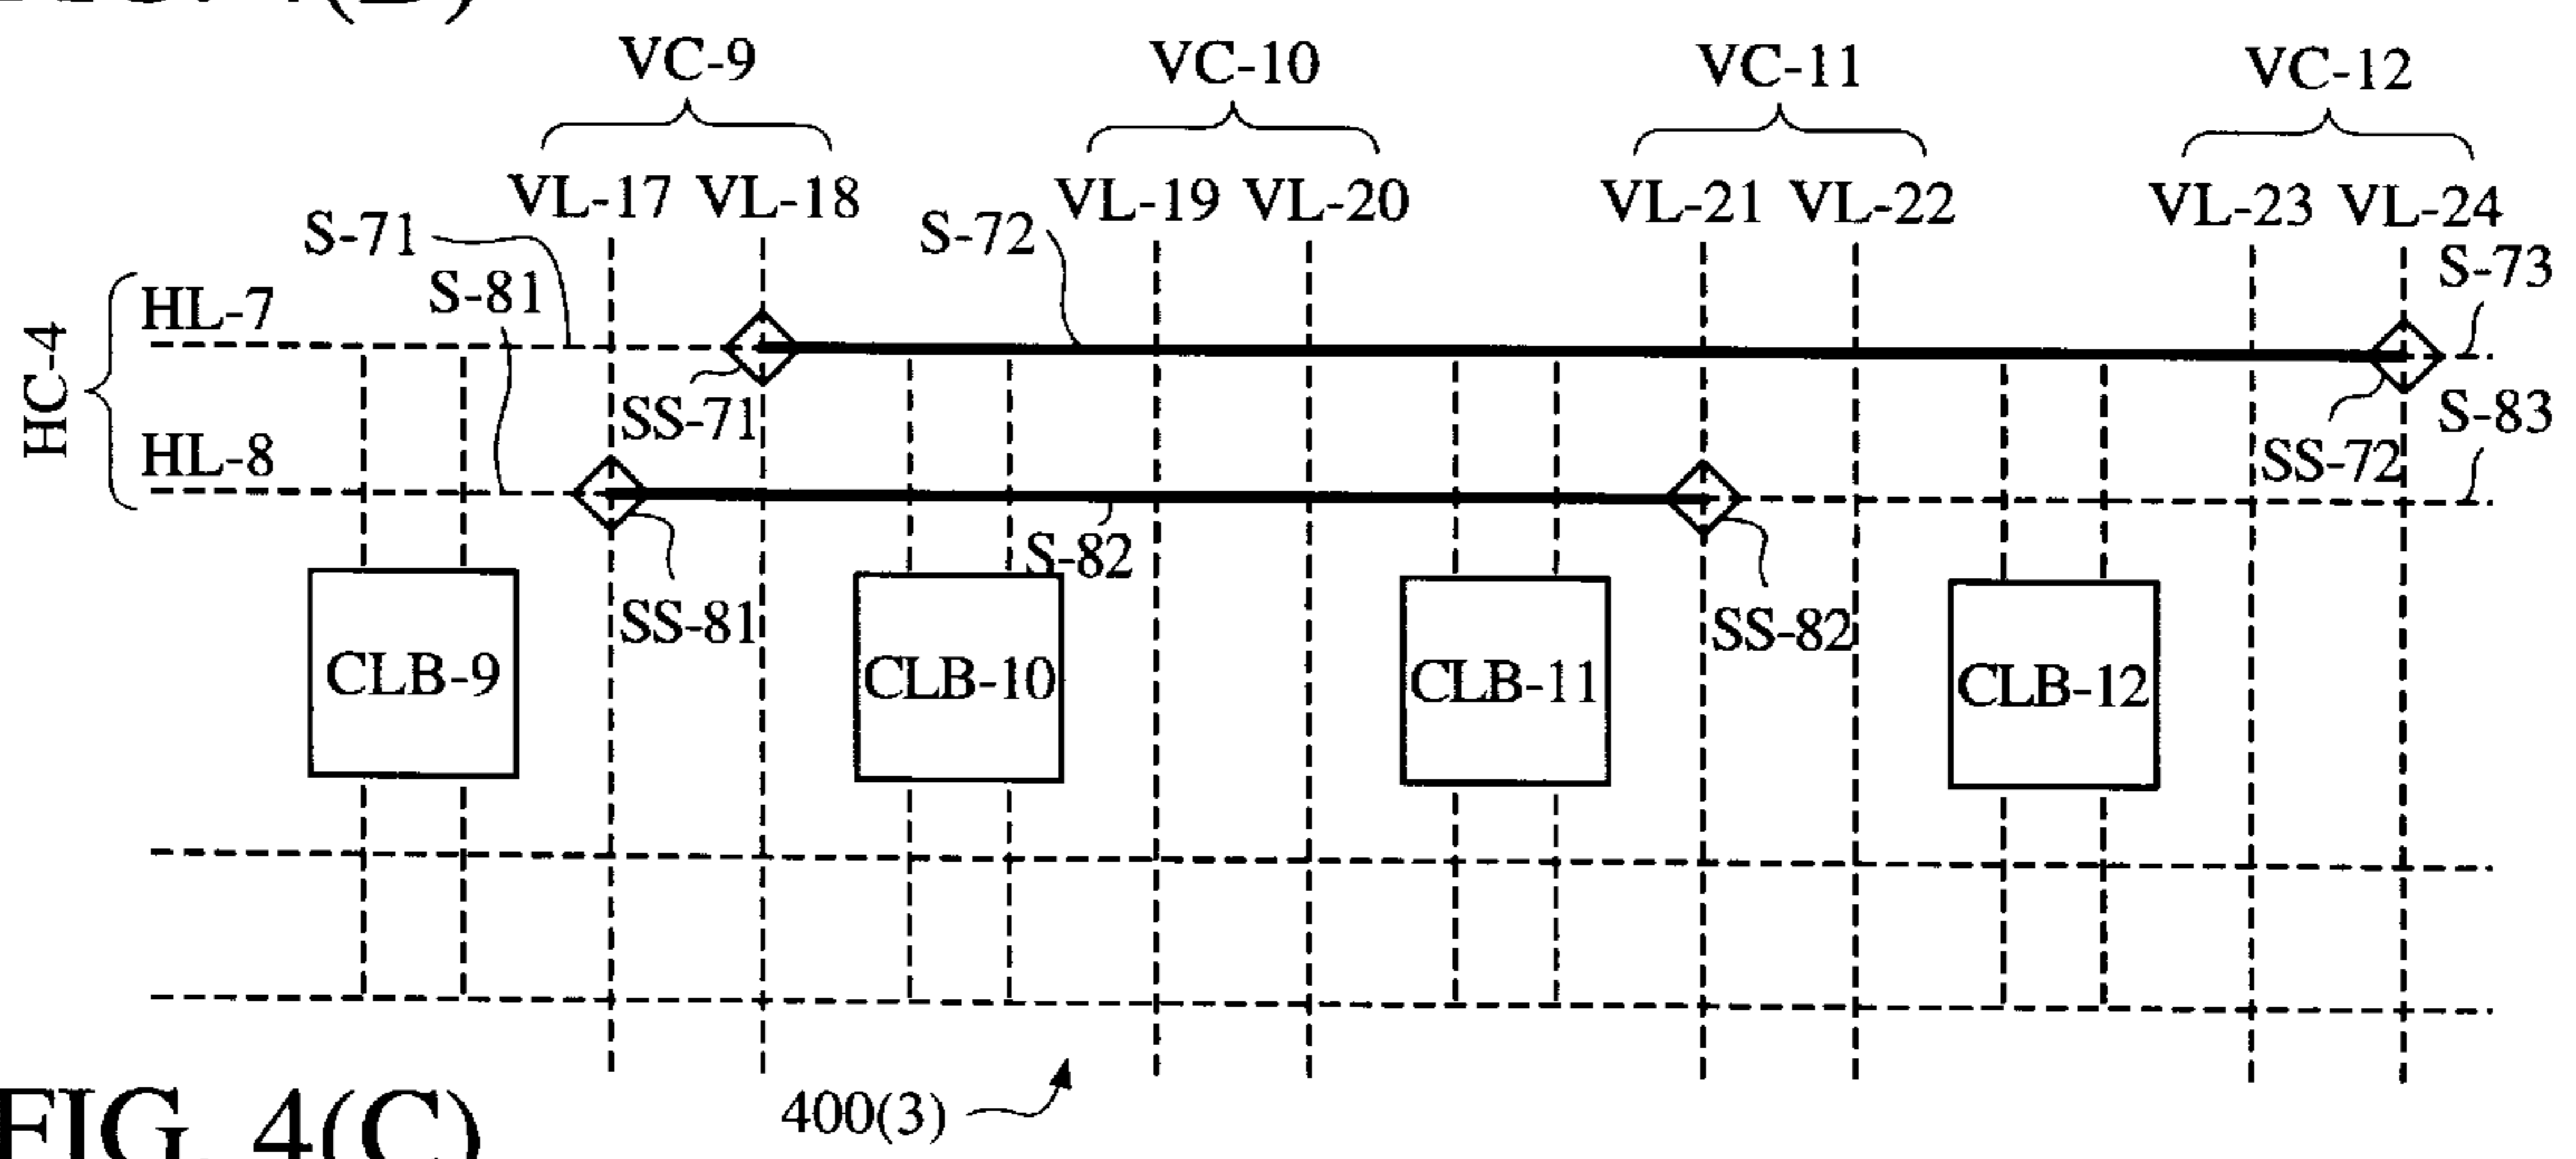 VC-9 VC-10 VC-11 VC-12
VL-17 VL-18 VL-19 VL-20 VL-21 VL-22 VL-23 VL-24
S-71 S-72 S-73
S-81
HL-7
HC-4
SS-71 SS-72 S-83
HL-8
S-82
SS-81 SS-82
CLB-9 CLB-10 CLB-11 CLB-12
400(3)
FIG. 4(C)